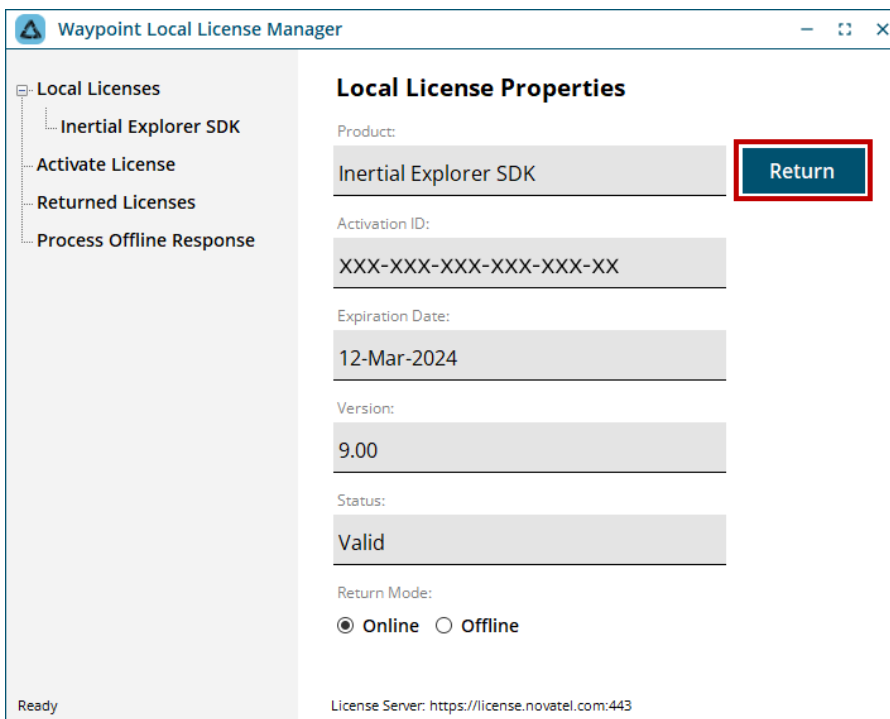 Waypoint Local License Manager
Local Licenses
Inertial Explorer SDK
Activate License
Returned Licenses
Process Offline Response
Local License Properties
Product:
Inertial Explorer SDK
Return
Activation ID:
XXX-XXX-XXX-XXX-XXX-XX
Expiration Date:
12-Mar-2024
Version:
9.00
Status:
Valid
Return Mode:
Online Offline
Ready
License Server: https://license.novatel.com:443